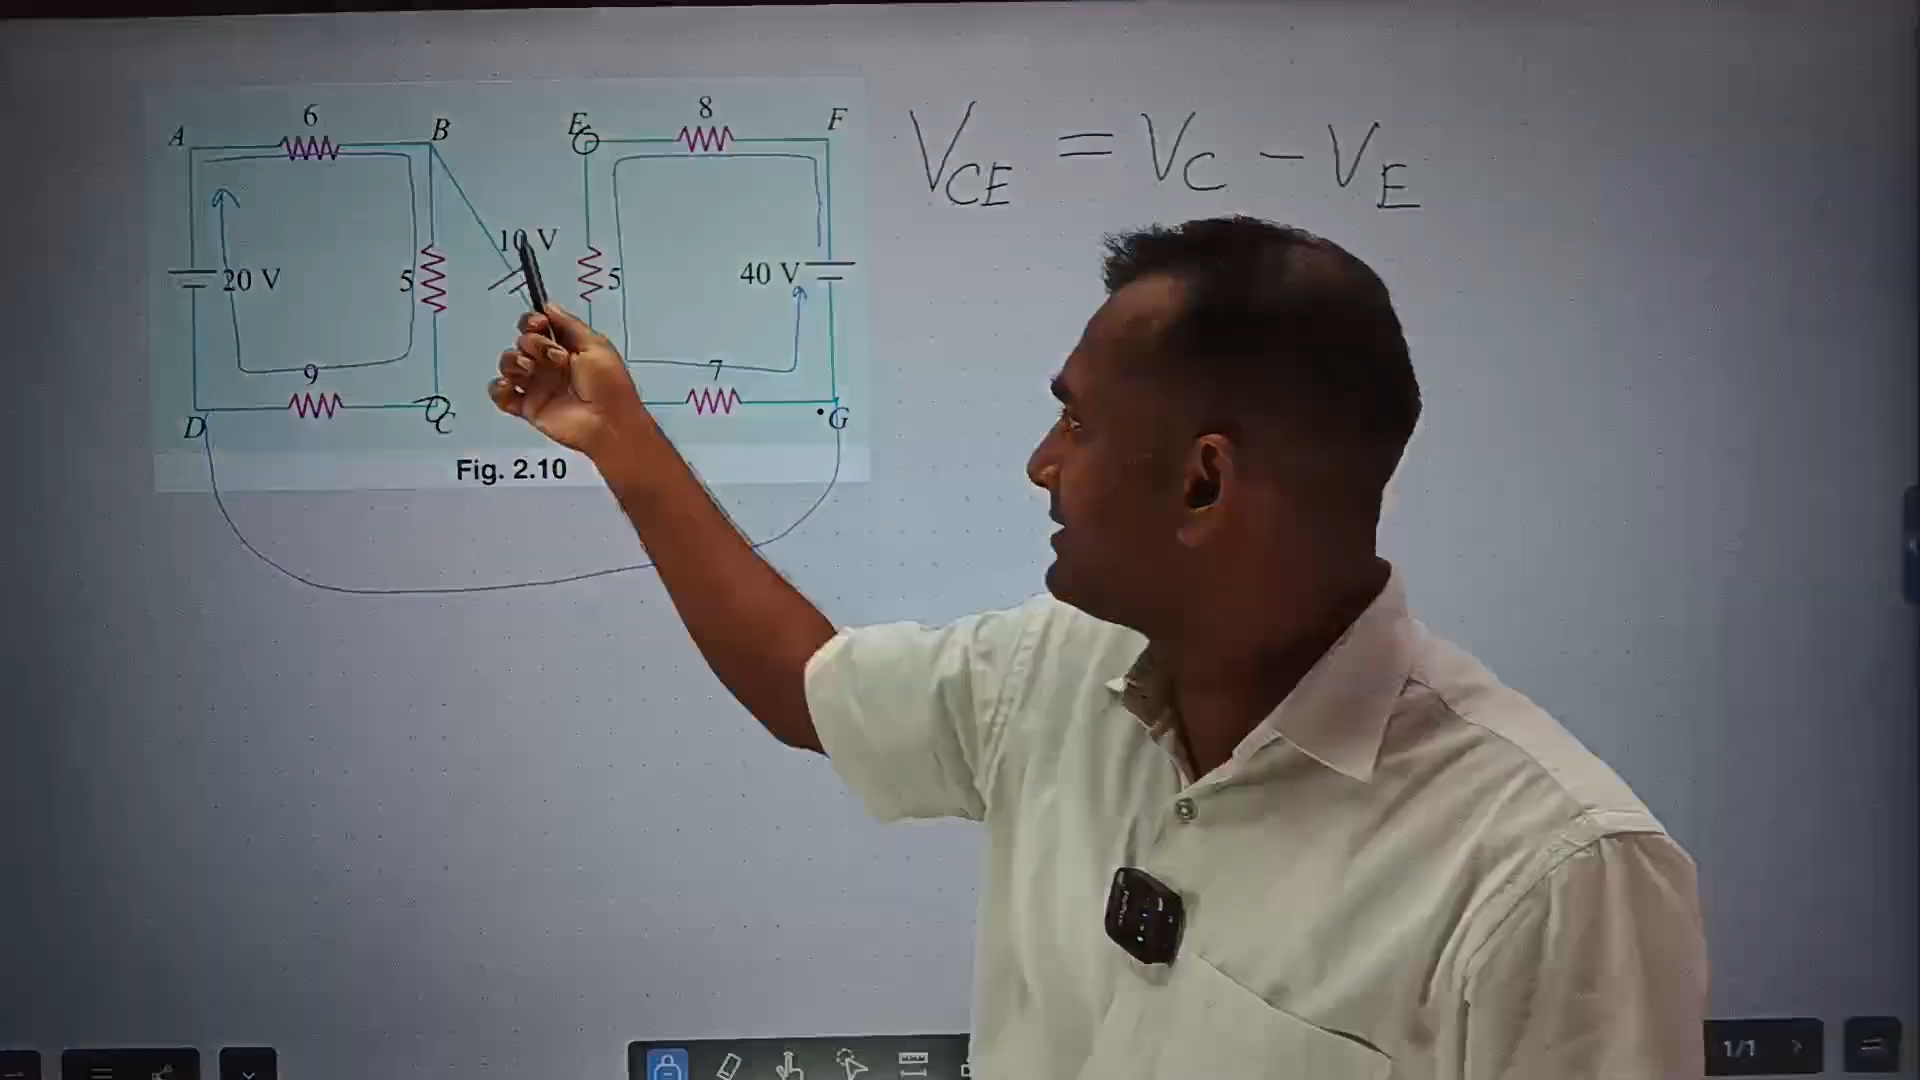 6
8
A
B
E
F
10 V
20 V
5
5
40 V
9
7
D
C
G
Fig. 2.10
V_CE = V_C - V_E
1/1